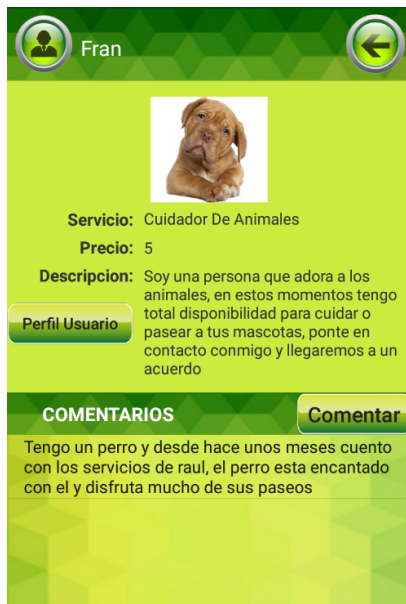 Fran
Servicio: Cuidador De Animales
Precio: 5
Descripcion: Soy una persona que adora a los
animales, en estos momentos tengo
total disponibilidad para cuidar o
pasear a tus mascotas, ponte en
contacto conmigo y llegaremos a un
acuerdo
Perfil Usuario
COMENTARIOS
Comentar
Tengo un perro y desde hace unos meses cuento
con los servicios de raul, el perro esta encantado
con el y disfruta mucho de sus paseos